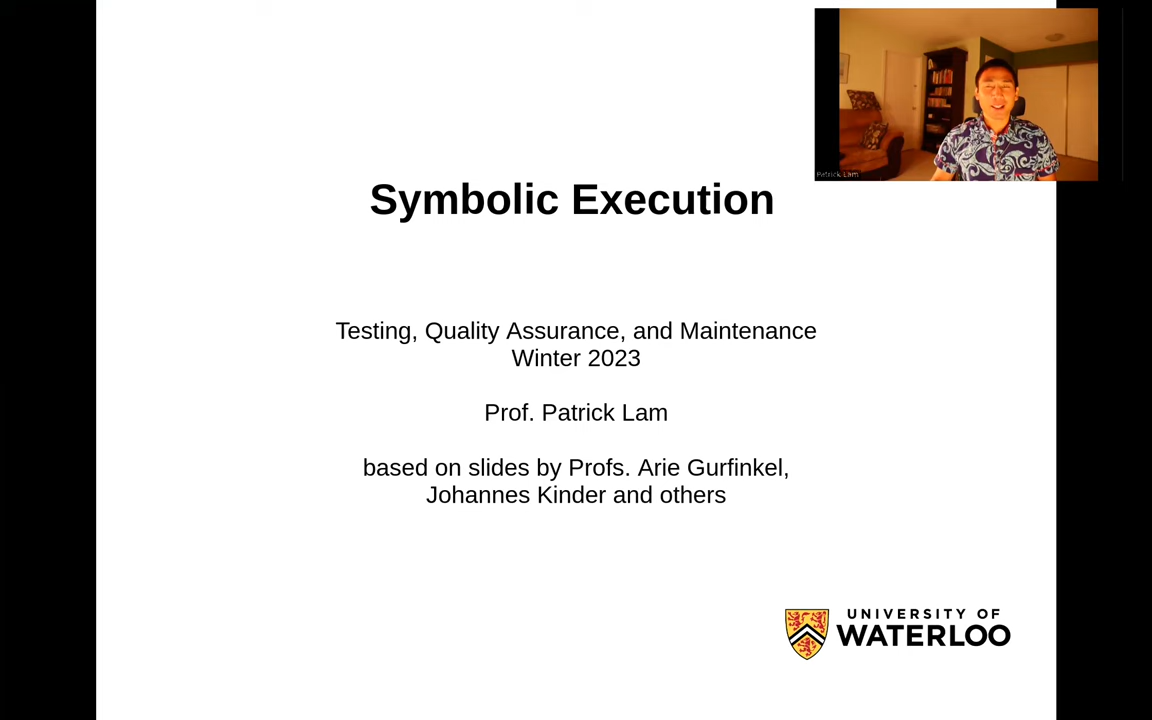 Patrick Lam
Symbolic Execution
Testing, Quality Assurance, and Maintenance
Winter 2023
Prof. Patrick Lam
based on slides by Profs. Arie Gurfinkel,
Johannes Kinder and others
UNIVERSITY OF
WATERLOO